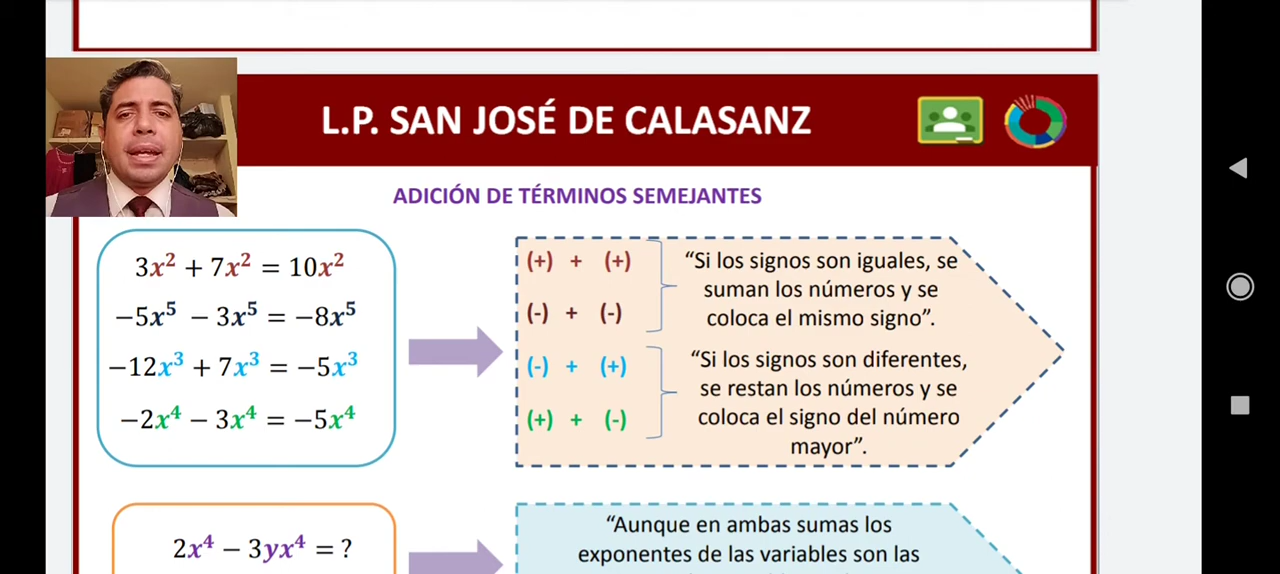 L.P. SAN JOSÉ DE CALASANZ
ADICIÓN DE TÉRMINOS SEMEJANTES
3x² + 7x² = 10x²
−5x⁵ − 3x⁵ = −8x⁵
−12x³ + 7x³ = −5x³
−2x⁴ − 3x⁴ = −5x⁴
(+) + (+)
(-) + (-)
“Si los signos son iguales, se
suman los números y se
coloca el mismo signo”.
(-) + (+)
(+) + (-)
“Si los signos son diferentes,
se restan los números y se
coloca el signo del número
mayor”.
2x⁴ − 3yx⁴ = ?
“Aunque en ambas sumas los
exponentes de las variables son las